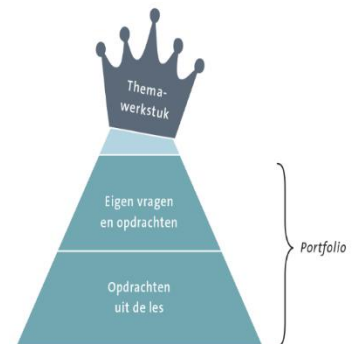 Thema-
werkstuk
Eigen vragen
en opdrachten
Portfolio
Opdrachten
uit de les